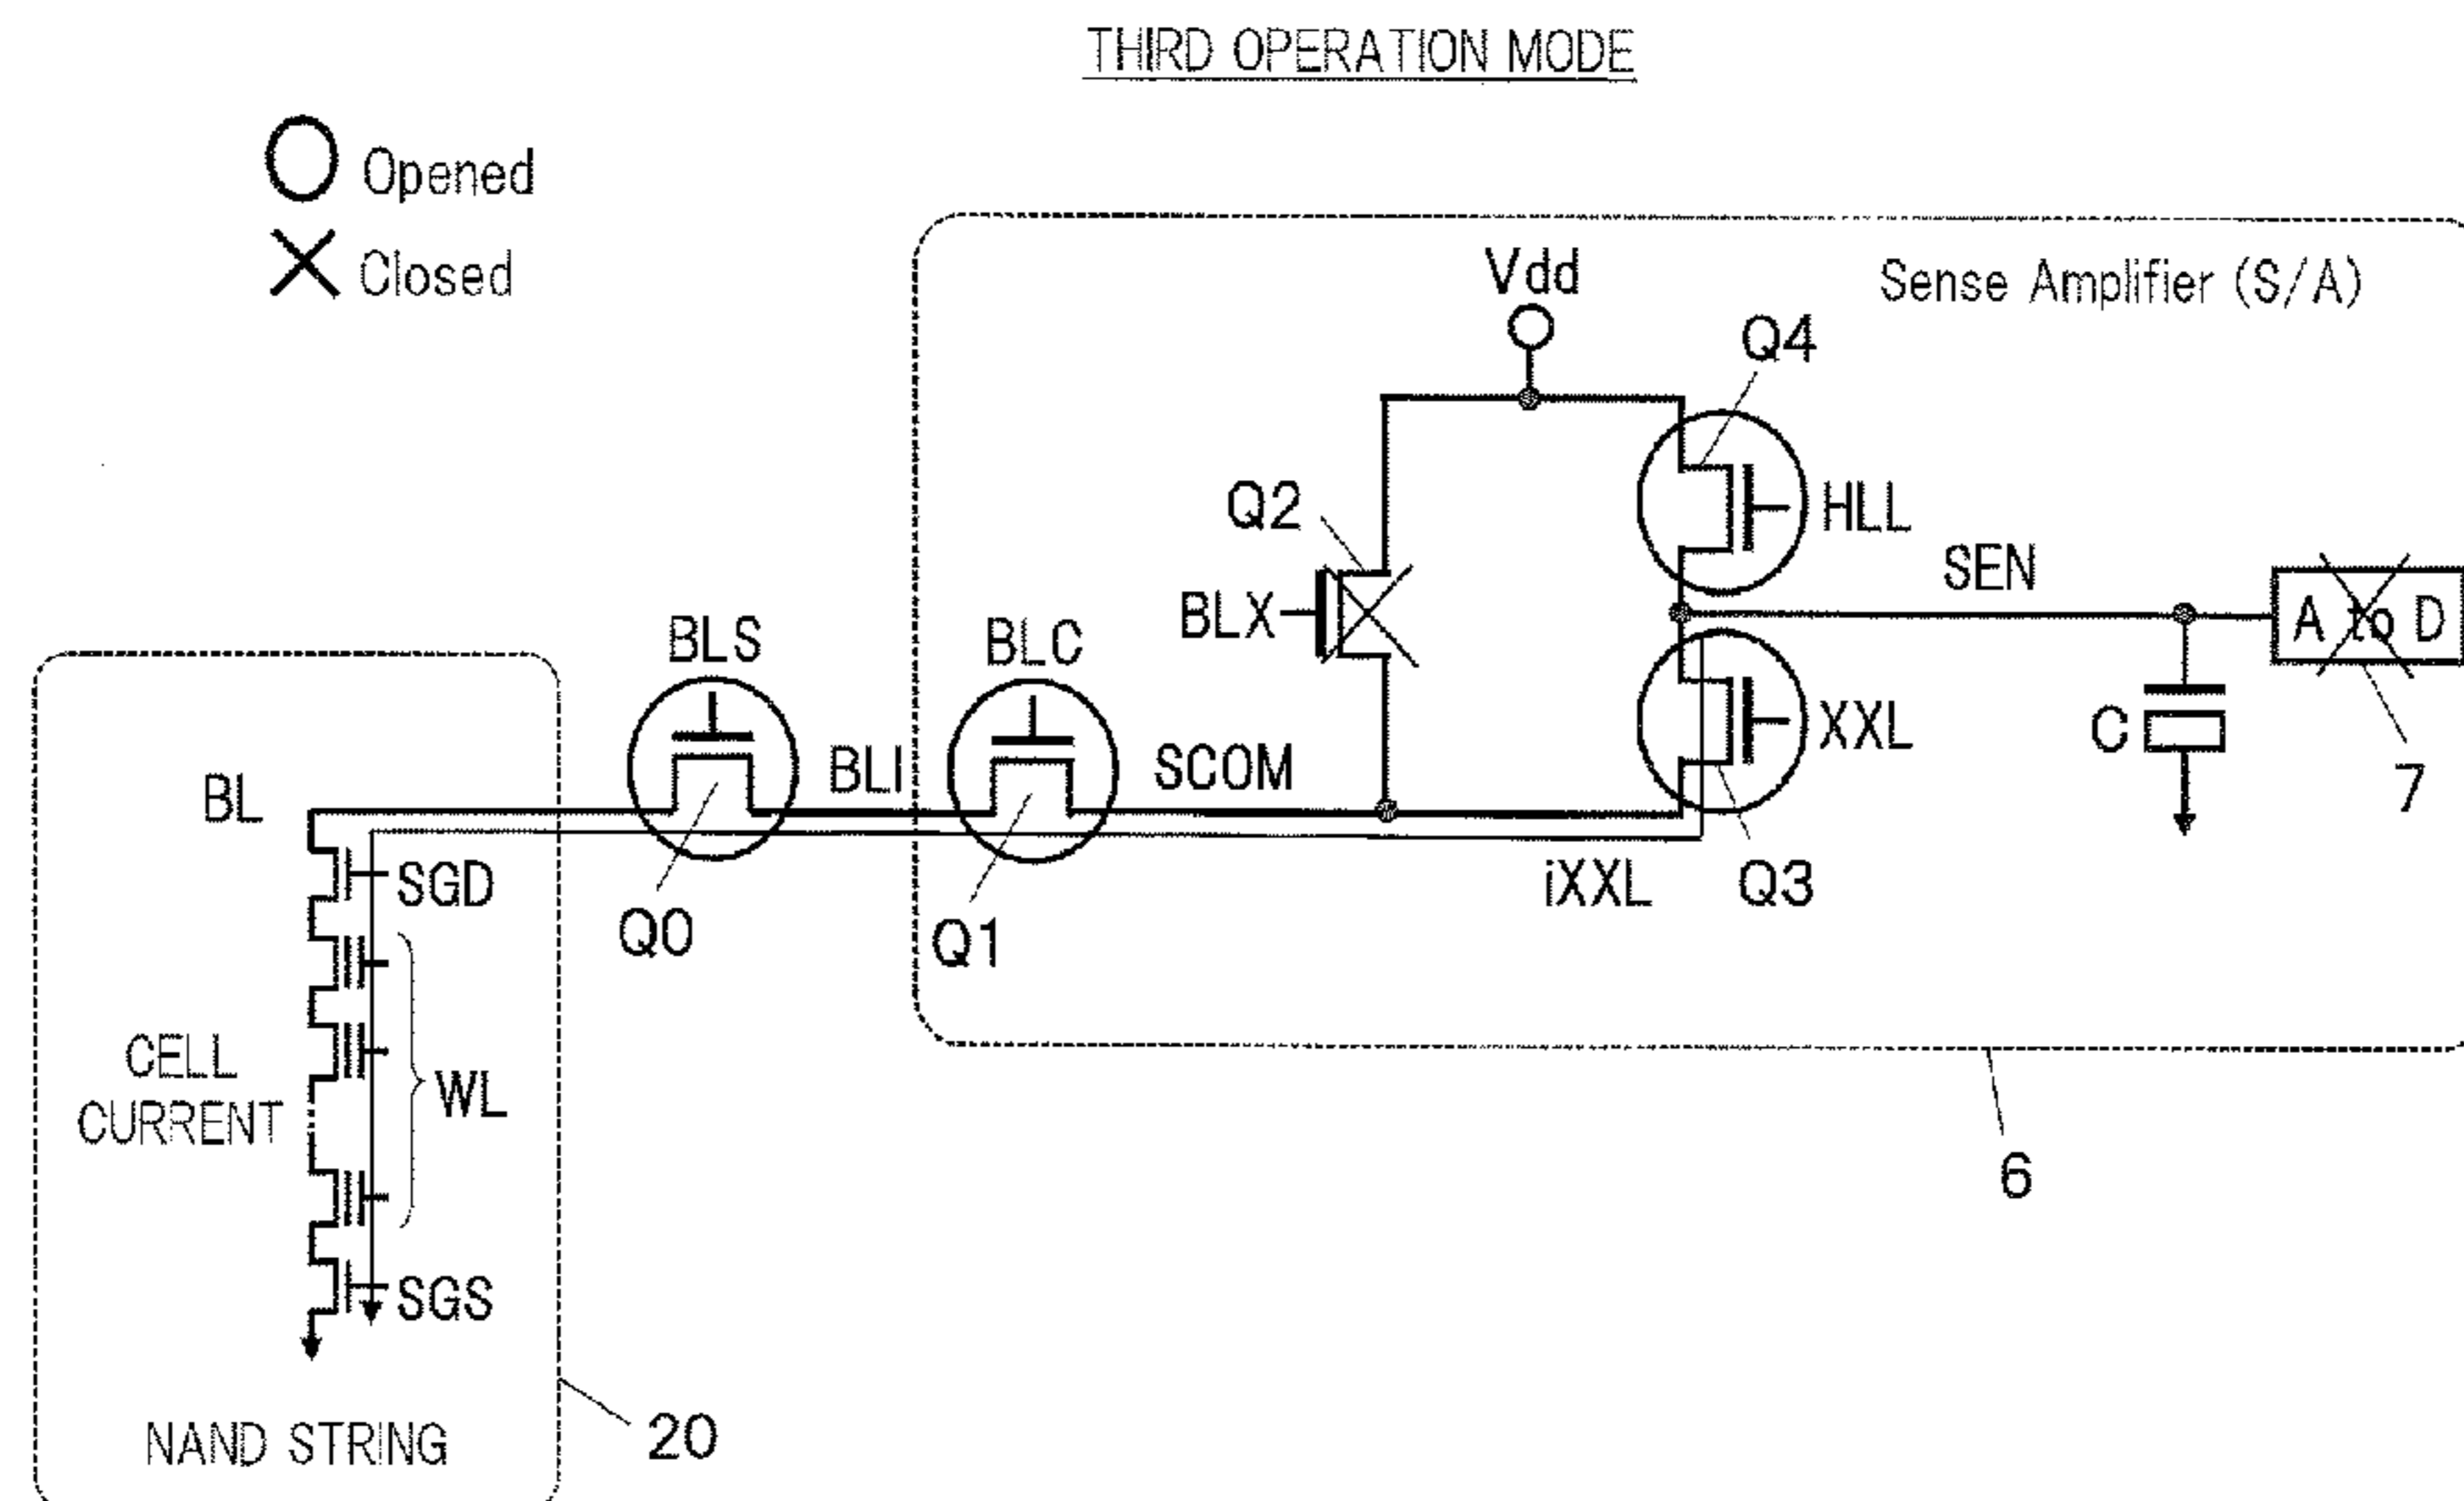 THIRD OPERATION MODE
Opened
Closed
Vdd
Sense Amplifier (S/A)
Q4
Q2
HLL
SEN
BLX
A to D
BLS
BLC
XXL
C
BL
BLI
SCOM
7
SGD
iXXL
Q3
Q0
Q1
CELL
CURRENT
WL
6
SGS
20
NAND STRING